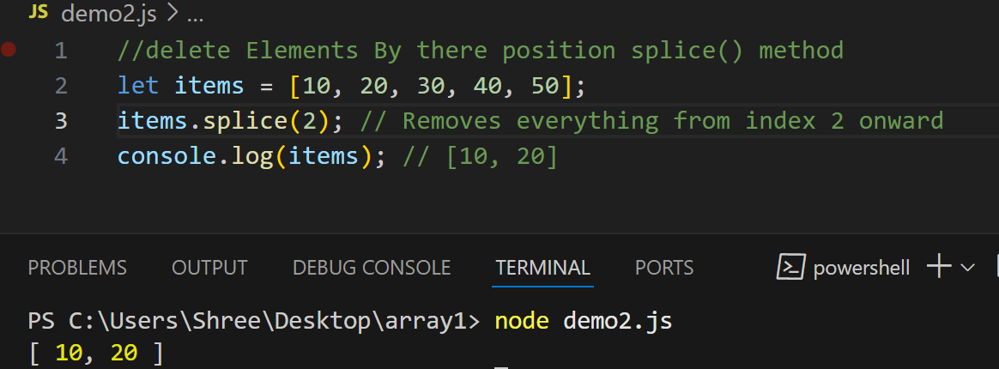 JS demo2.js > ...
1 //delete Elements By there position splice() method
2 let items = [10, 20, 30, 40, 50];
3 items.splice(2); // Removes everything from index 2 onward
4 console.log(items); // [10, 20]
PROBLEMS OUTPUT DEBUG CONSOLE TERMINAL PORTS powershell
PS C:\Users\Shree\Desktop\array1> node demo2.js
[ 10, 20 ]